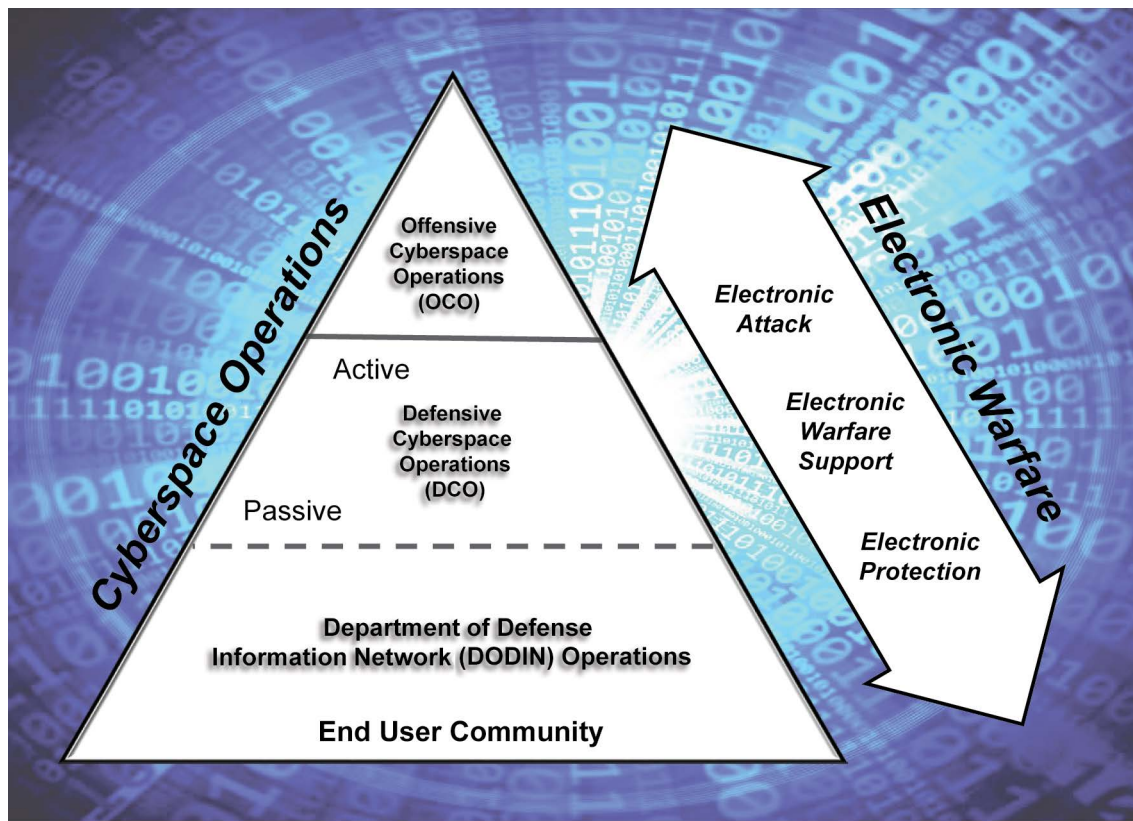 Cyberspace Operations
Offensive
Cyberspace
Operations
(OCO)
Active
Defensive
Cyberspace
Operations
(DCO)
Passive
Department of Defense
Information Network (DODIN) Operations
End User Community
Electronic Warfare
Electronic
Attack
Electronic
Warfare
Support
Electronic
Protection